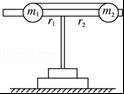 m₁ m₂
r₁ r₂